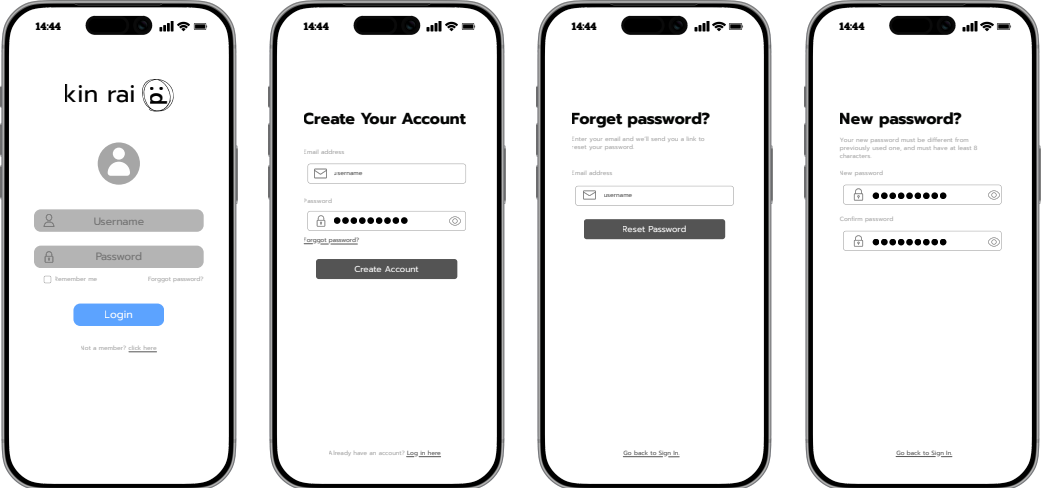 14:44
kin rai
Username
Password
Remember me
Forggot password?
Login
Not a member? click here
14:44
Create Your Account
Email address
username
Password
Forggot password?
Create Account
Already have an account? Log in here
14:44
Forget password?
Enter your email and we'll send you a link to
reset your password
Email address
username
Reset Password
Go back to Sign In
14:44
New password?
Your new password must be different from
previously used one, and must have at least 8
characters.
New password
Confirm password
Go back to Sign In